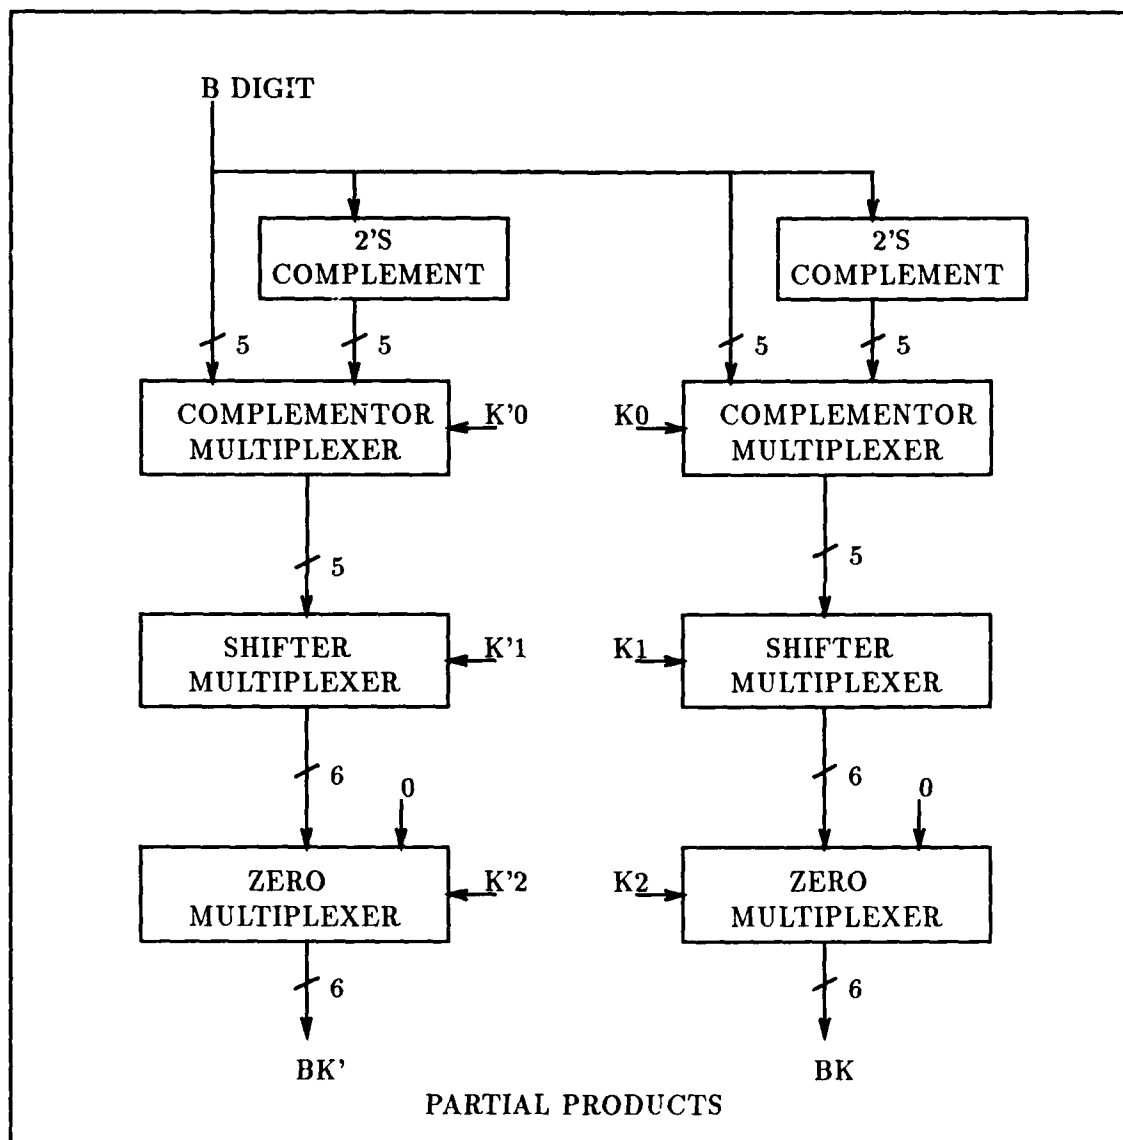 B DIGIT
2'S
COMPLEMENT
2'S
COMPLEMENT
5
5
5
5
COMPLEMENTOR
MULTIPLEXER
K'0
K0
COMPLEMENTOR
MULTIPLEXER
5
5
SHIFTER
MULTIPLEXER
K'1
K1
SHIFTER
MULTIPLEXER
6
0
6
0
ZERO
MULTIPLEXER
K'2
K2
ZERO
MULTIPLEXER
6
6
BK'
BK
PARTIAL PRODUCTS